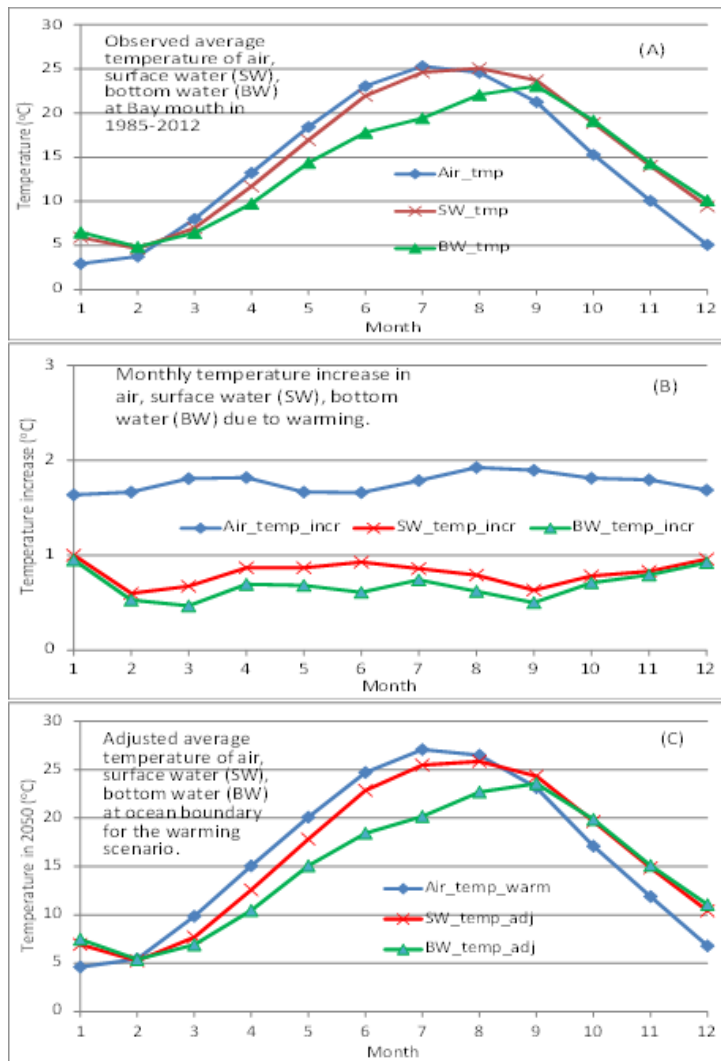 Observed average
temperature of air,
surface water (SW),
bottom water (BW)
at Bay mouth in
1985-2012
(A)
Temperature (°C)
30
25
20
15
10
5
0
Air_tmp
SW_tmp
BW_tmp
1 2 3 4 5 6 7 8 9 10 11 12
Month
Monthly temperature increase in
air, surface water (SW), bottom
water (BW) due to warming.
(B)
Temperature increase (°C)
3
2
1
0
Air_temp_incr SW_temp_incr BW_temp_incr
1 2 3 4 5 6 7 8 9 10 11 12
Month
Adjusted average
temperature of air,
surface water (SW),
bottom water (BW)
at ocean boundary
for the warming
scenario.
(C)
Temperature in 2050 (°C)
30
25
20
15
10
5
0
Air_temp_warm
SW_temp_adj
BW_temp_adj
1 2 3 4 5 6 7 8 9 10 11 12
Month